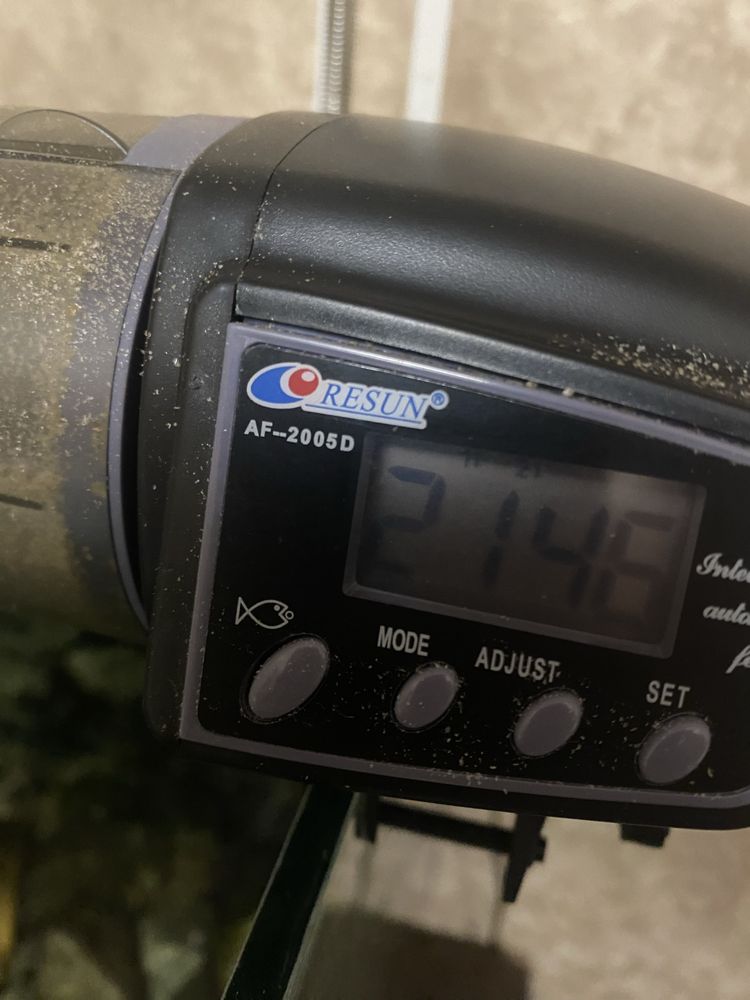 RESUN®
AF--2005D
2146
MODE
ADJUST
SET